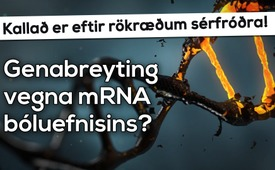 Kallað er eftir rökræðum sérfróðra!
Genabreyting
vegna mRNA
bóluefnisins?